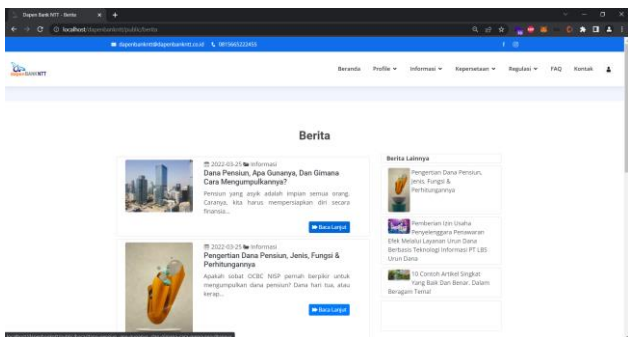 Dapen Bank NTT - Berita
localhost/dapenbankntt/public/berita
dapenbankntt@dapenbankntt.co.id 0815663222453
dapen BANK NTT
Beranda Profile Informasi Kepersetaan Regulasi FAQ Kontak
Berita
2022-03-25 Informasi
Dana Pensiun, Apa Gunanya, Dan Gimana
Cara Mengumpulkannya?
Pensiun yang asyik adalah impian semua orang.
Caranya, kita harus mempersiapkan diri secara
finansia...
Baca Lanjut
2022-03-25 Informasi
Pengertian Dana Pensiun, Jenis, Fungsi &
Perhitungannya
Apakah sobat OCBC NISP pernah berpikir untuk
mengumpulkan dana pensiun? Dana hari tua, atau
kerap...
Baca Lanjut
Berita Lainnya
Pengertian Dana Pensiun,
Jenis, Fungsi &
Perhitungannya
Pemberian Izin Usaha
Penyelenggara Penawaran
Efek Melalui Layanan Urun Dana
Berbasis Teknologi Informasi PT LBS
Urun Dana
10 Contoh Artikel Singkat
Yang Baik Dan Benar, Dalam
Beragam Tema!